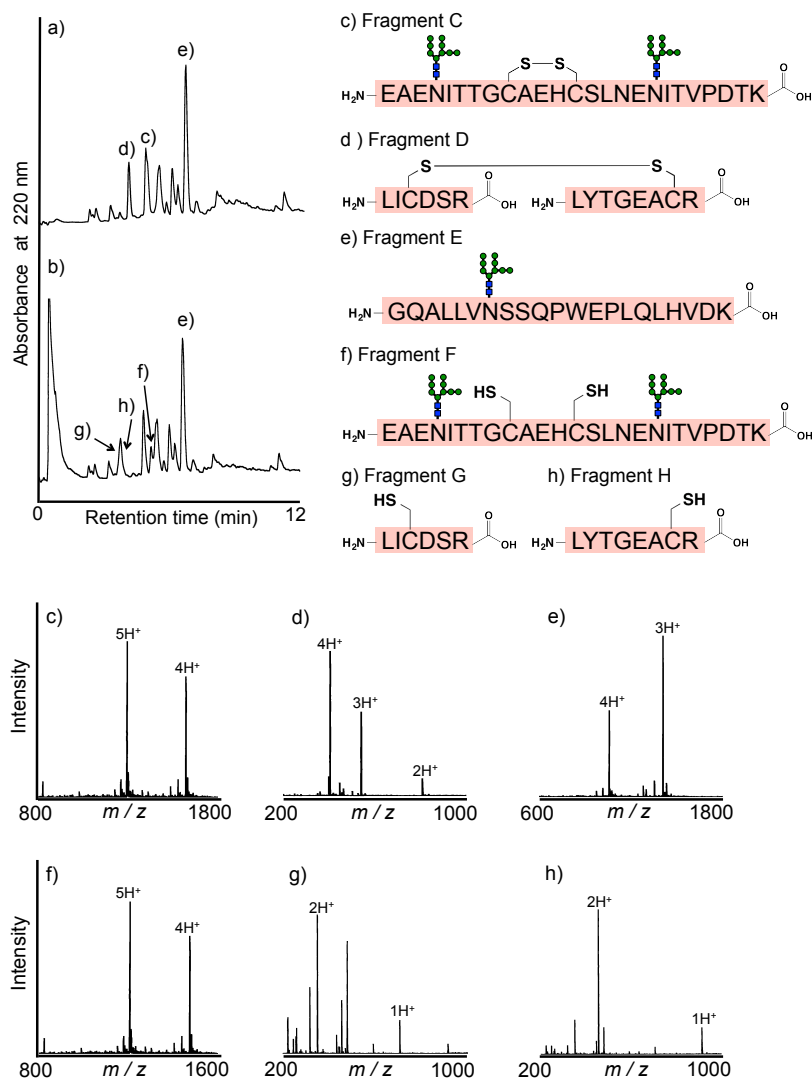 a)
d)
c)
e)
b)
e)
f)
h)
g)
Absorbance at 220 nm
0
Retention time (min)
12
c) Fragment C
S S
H₂N EAENITTGCAEHCSLNENITVPDTK O OH
d ) Fragment D
S S
H₂N LICDSR O OH H₂N LYTGEACR O OH
e) Fragment E
H₂N GQALLVNSSQPWEPLQLHVDK O OH
f) Fragment F
HS SH
H₂N EAENITTGCAEHCSLNENITVPDTK O OH
g) Fragment G
HS
H₂N LICDSR O OH
h) Fragment H
SH
H₂N LYTGEACR O OH
c)
5H⁺
4H⁺
Intensity
800 m / z 1800
d)
4H⁺
3H⁺
2H⁺
200 m / z 1000
e)
3H⁺
4H⁺
600 m / z 1800
f)
5H⁺
4H⁺
Intensity
800 m / z 1600
g)
2H⁺
1H⁺
200 m / z 1000
h)
2H⁺
1H⁺
200 m / z 1000